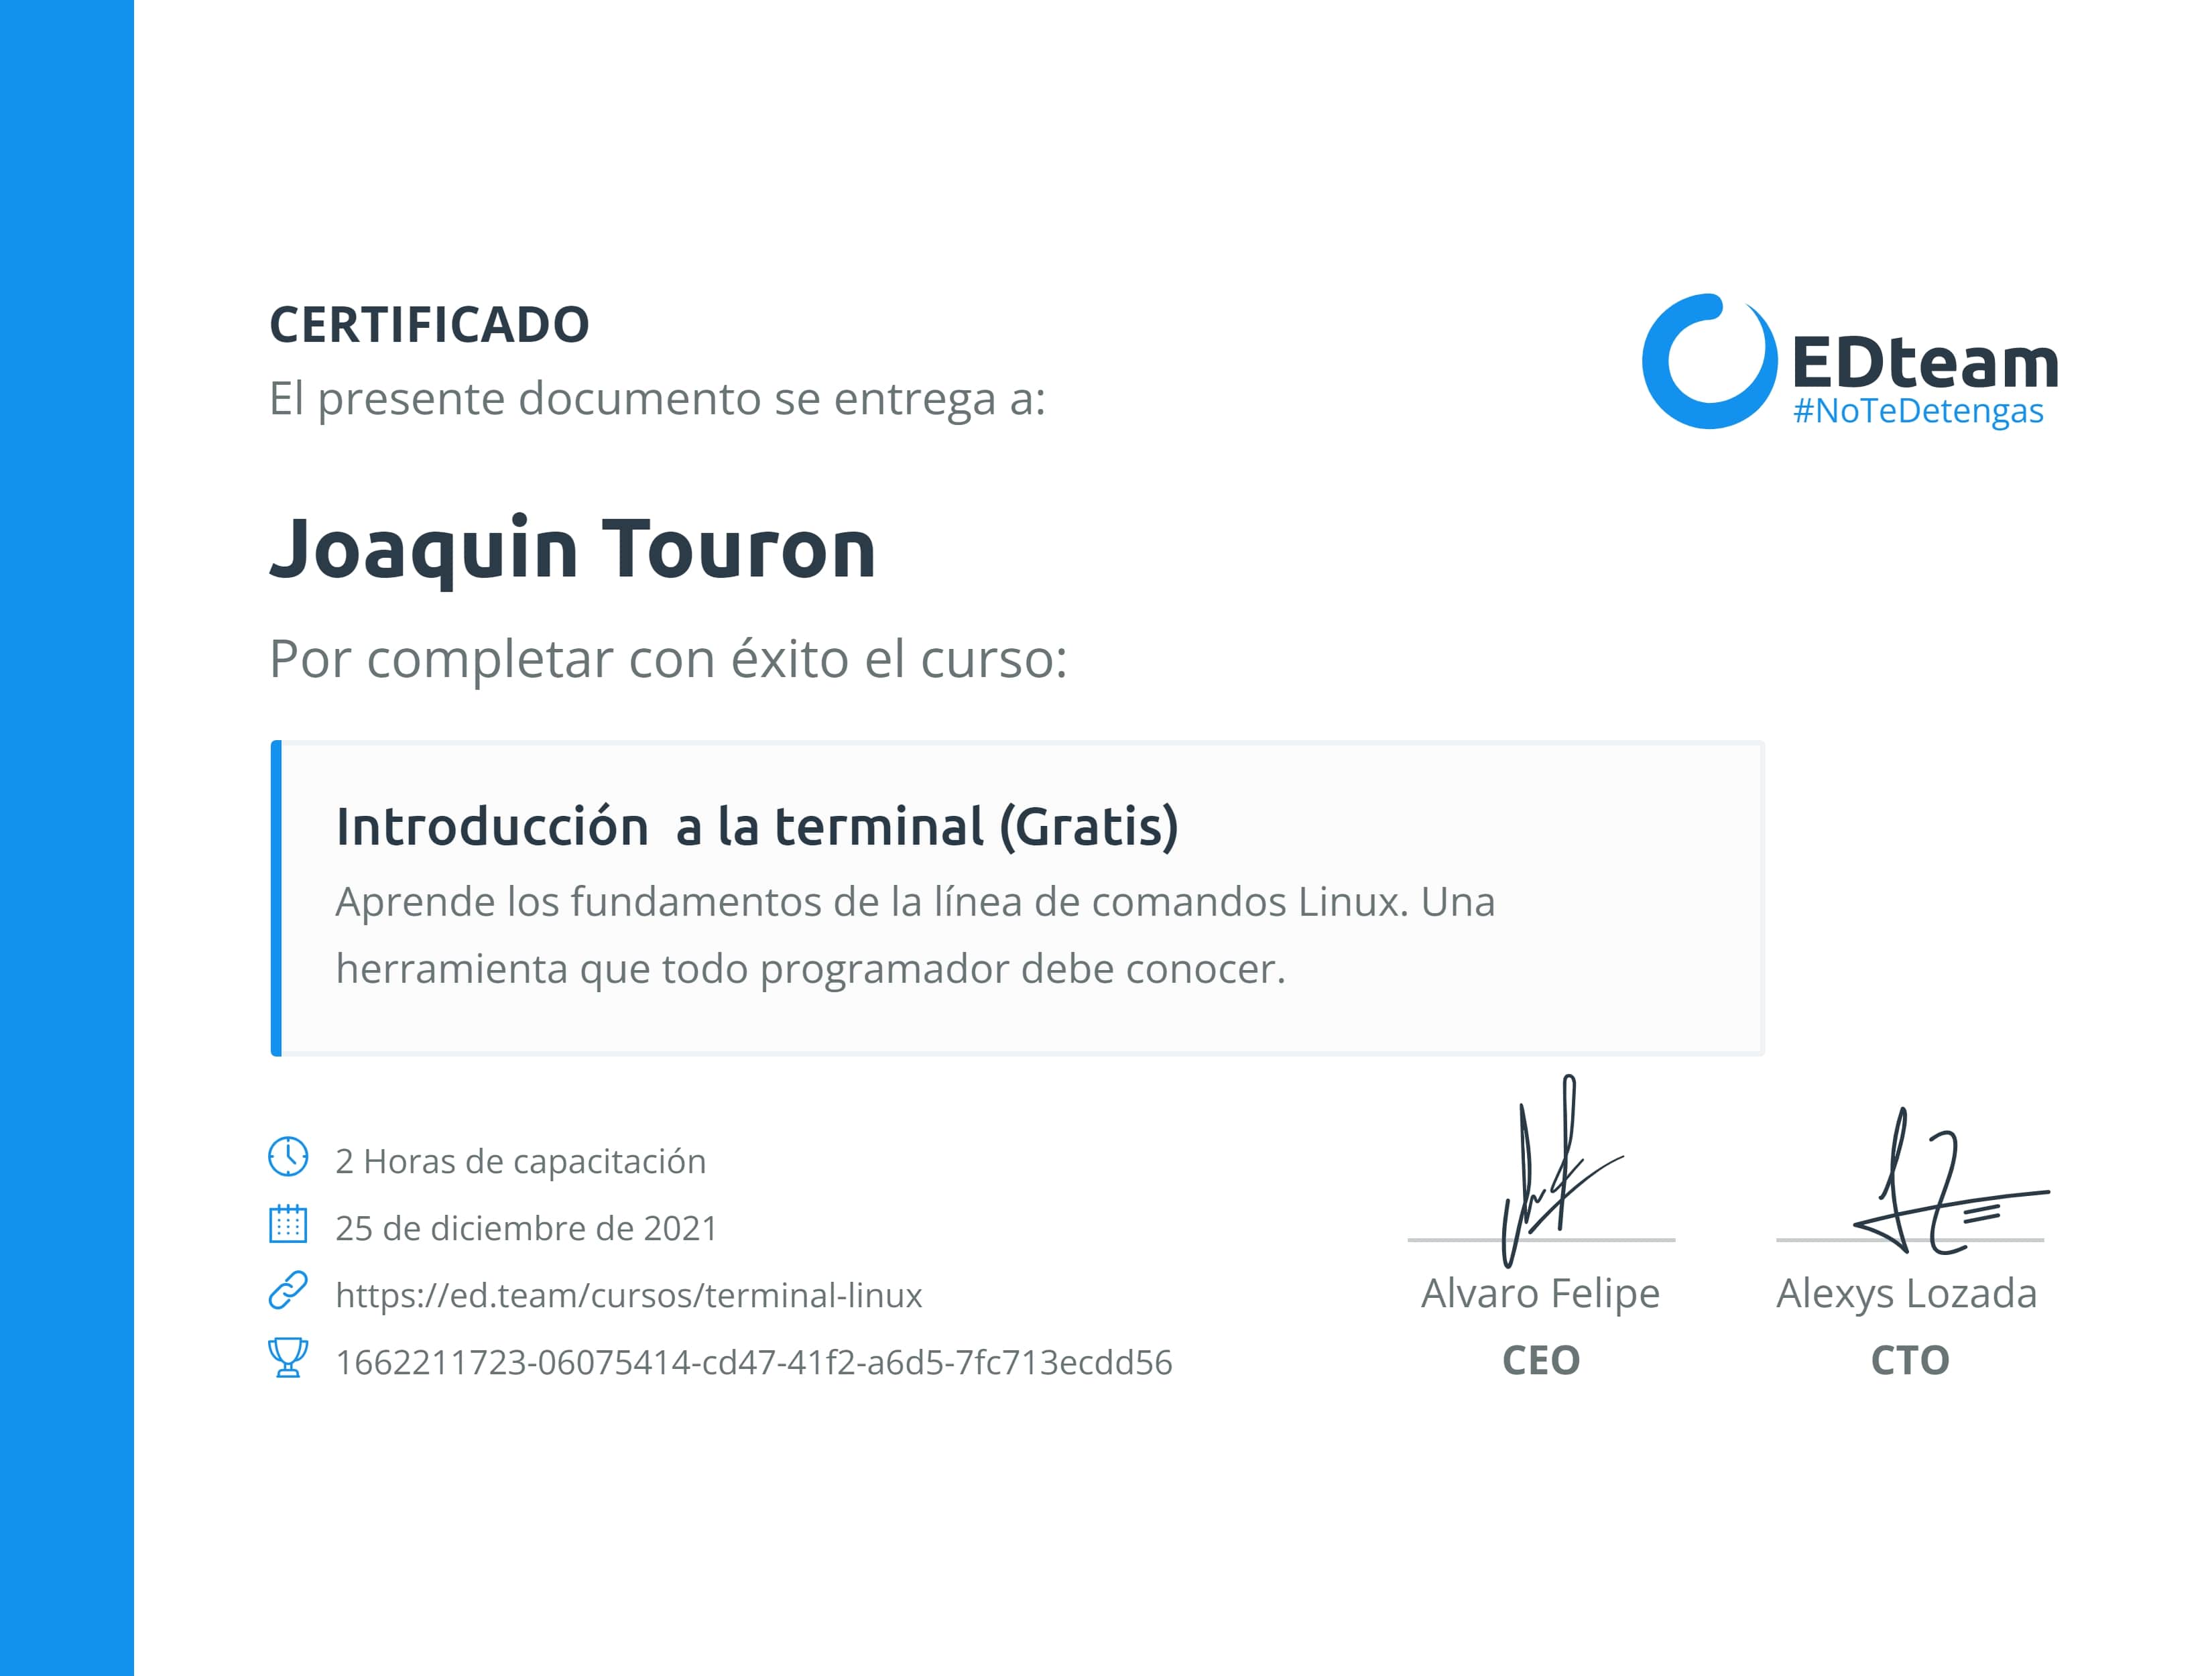 CERTIFICADO
El presente documento se entrega a:
EDteam
#NoTeDetengas
Joaquin Touron
Por completar con éxito el curso:
Introducción  a la terminal (Gratis)
Aprende los fundamentos de la línea de comandos Linux. Una
herramienta que todo programador debe conocer.
2 Horas de capacitación
25 de diciembre de 2021
https://ed.team/cursos/terminal-linux
1662211723-06075414-cd47-41f2-a6d5-7fc713ecdd56
Alvaro Felipe
CEO
Alexys Lozada
CTO